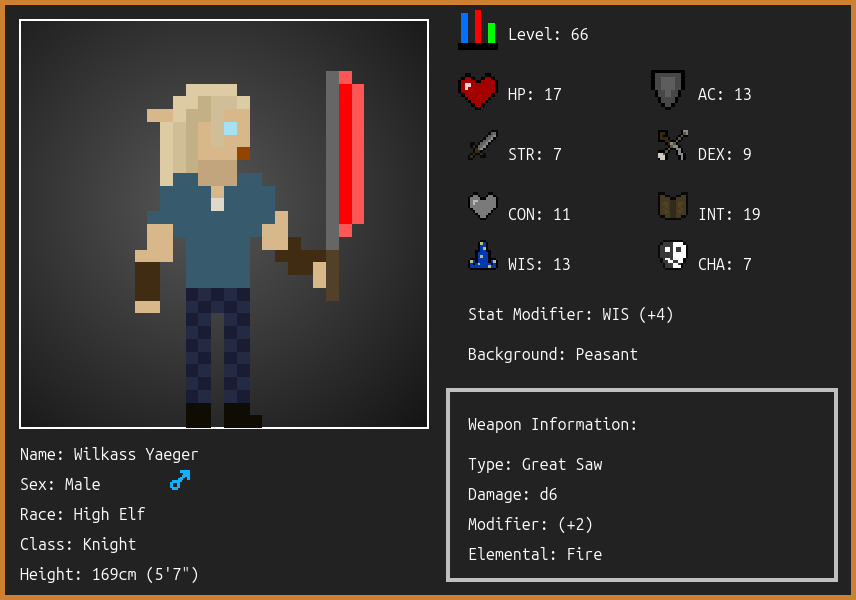 Level: 66
HP: 17
AC: 13
STR: 7
DEX: 9
CON: 11
INT: 19
WIS: 13
CHA: 7
Stat Modifier: WIS (+4)
Background: Peasant
Weapon Information:
Type: Great Saw
Damage: d6
Modifier: (+2)
Elemental: Fire
Name: Wilkass Yaeger
Sex: Male
Race: High Elf
Class: Knight
Height: 169cm (5'7")